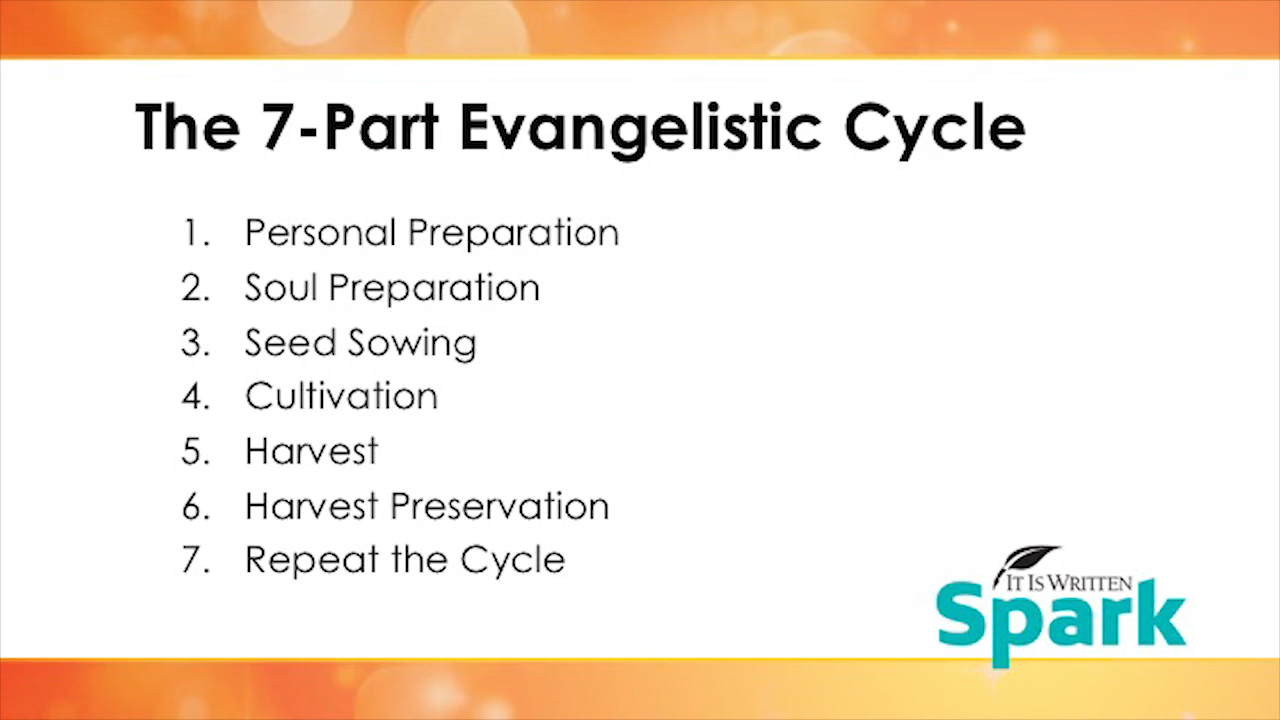 The 7-Part Evangelistic Cycle
1. Personal Preparation
2. Soul Preparation
3. Seed Sowing
4. Cultivation
5. Harvest
6. Harvest Preservation
7. Repeat the Cycle
IT IS WRITTEN
Spark